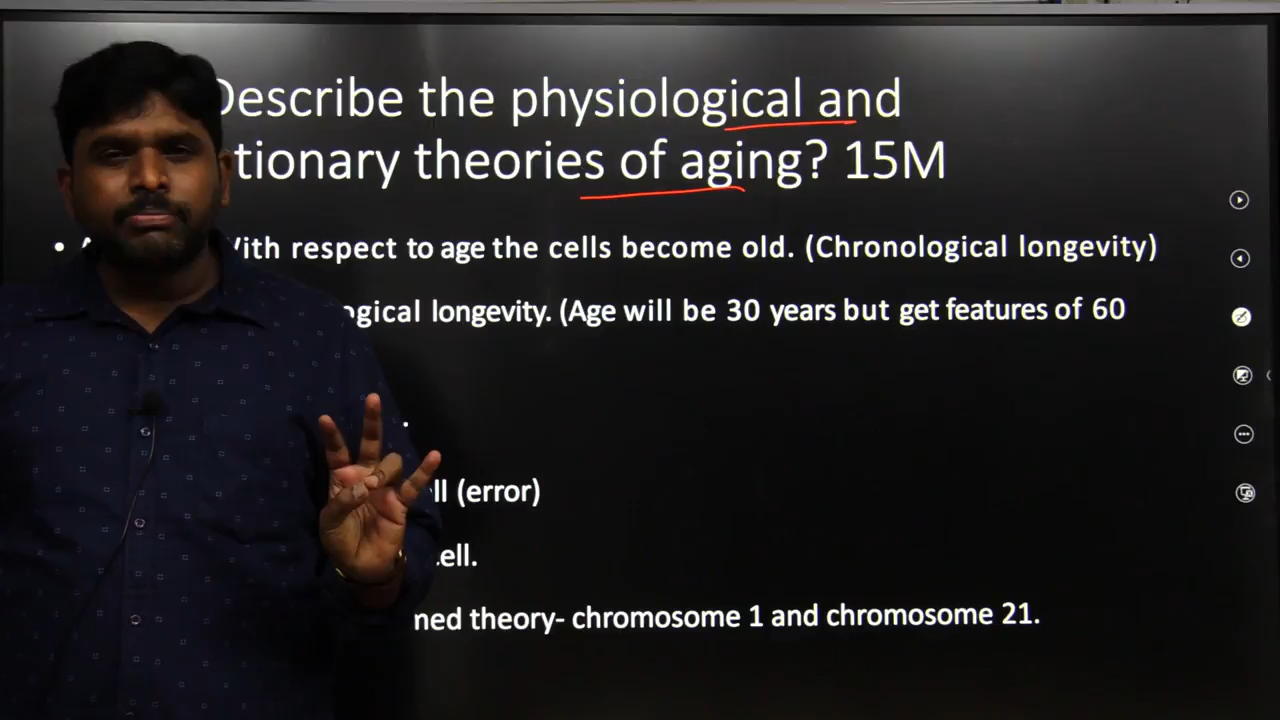 Describe the physiological and
tionary theories of aging? 15M
• With respect to age the cells become old. (Chronological longevity)
gical longevity. (Age will be 30 years but get features of 60
.
ll (error)
cell.
med theory- chromosome 1 and chromosome 21.